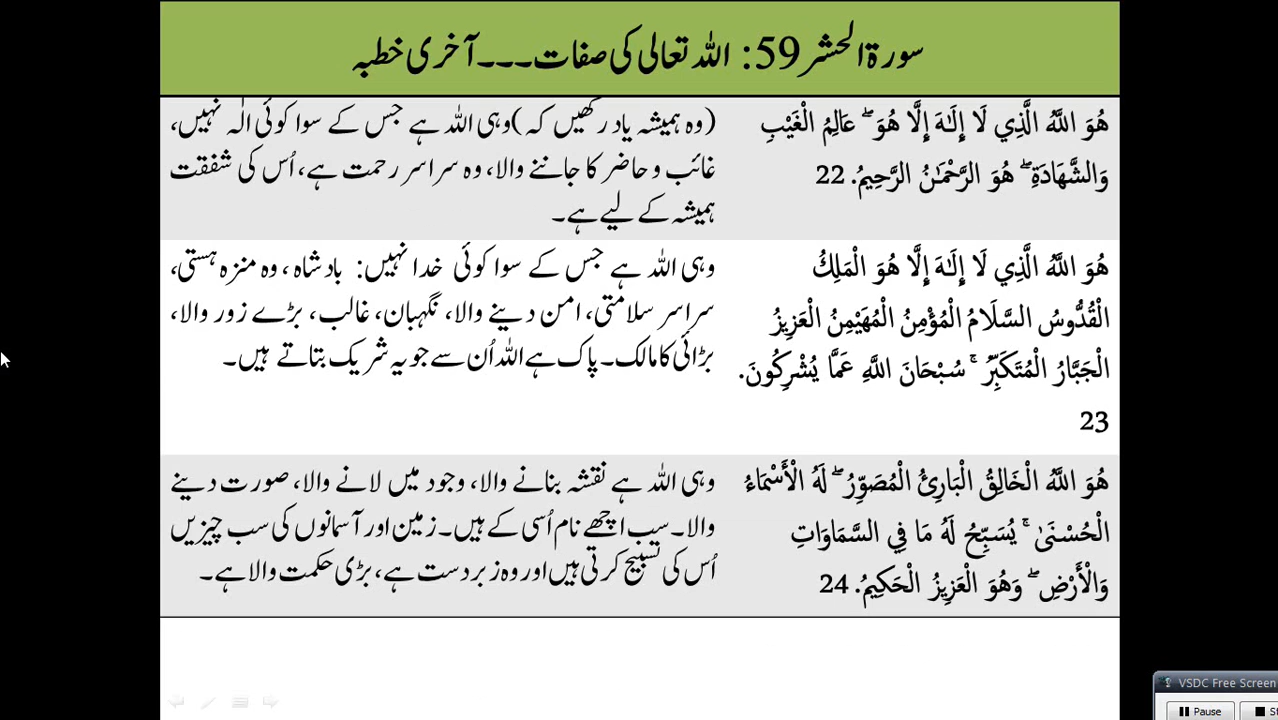 سورۃ الحشر 59: اللہ تعالی کی صفات۔۔۔ آخری خطبہ
هُوَ اللَّهُ الَّذِي لَا إِلَـٰهَ إِلَّا هُوَ ۖ عَالِمُ الْغَيْبِ
وَالشَّهَادَةِ ۖ هُوَ الرَّحْمَـٰنُ الرَّحِيمُ. 22
(وہ ہمیشہ یاد رکھیں کہ) وہی اللہ ہے جس کے سوا کوئی الٰہ نہیں،
غائب و حاضر کا جاننے والا، وہ سراسر رحمت ہے، اُس کی شفقت
ہمیشہ کے لیے ہے۔
هُوَ اللَّهُ الَّذِي لَا إِلَـٰهَ إِلَّا هُوَ الْمَلِكُ
الْقُدُّوسُ السَّلَامُ الْمُؤْمِنُ الْمُهَيْمِنُ الْعَزِيزُ
الْجَبَّارُ الْمُتَكَبِّرُ ۚ سُبْحَانَ اللَّهِ عَمَّا يُشْرِكُونَ.
23
وہی اللہ ہے جس کے سوا کوئی خدا نہیں: بادشاہ، وہ منزہ ہستی،
سراسر سلامتی، امن دینے والا، نگہبان، غالب، بڑے زور والا،
بڑائی کا مالک۔ پاک ہے اللہ اُن سے جو یہ شریک بتاتے ہیں۔
هُوَ اللَّهُ الْخَالِقُ الْبَارِئُ الْمُصَوِّرُ ۖ لَهُ الْأَسْمَاءُ
الْحُسْنَىٰ ۚ يُسَبِّحُ لَهُ مَا فِي السَّمَاوَاتِ
وَالْأَرْضِ ۖ وَهُوَ الْعَزِيزُ الْحَكِيمُ. 24
وہی اللہ ہے نقشہ بنانے والا، وجود میں لانے والا، صورت دینے
والا۔ سب اچھے نام اُسی کے ہیں۔ زمین اور آسمانوں کی سب چیزیں
اُس کی تسبیح کرتی ہیں اور وہ زبردست ہے، بڑی حکمت والا ہے۔
VSDC Free Screen
Pause